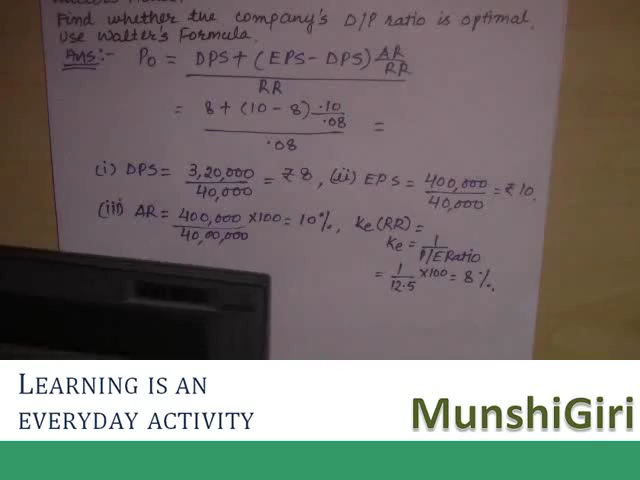 Find whether the company's D/P ratio is optimal.
Use Walter's Formula.
Ans:- P0 = DPS + (EPS - DPS) AR/RR
RR
= 8 + (10 - 8) .10/.08 =
.08
(i) DPS = 3,20,000/40,000 = ₹ 8, (ii) EPS = 400,000/40,000 = ₹ 10.
(iii) AR = 400,000/40,00,000 ×100 = 10%, Ke (RR) =
Ke = 1/P/E Ratio
= 1/12.5 ×100 = 8%.
LEARNING IS AN
EVERYDAY ACTIVITY
MunshiGiri